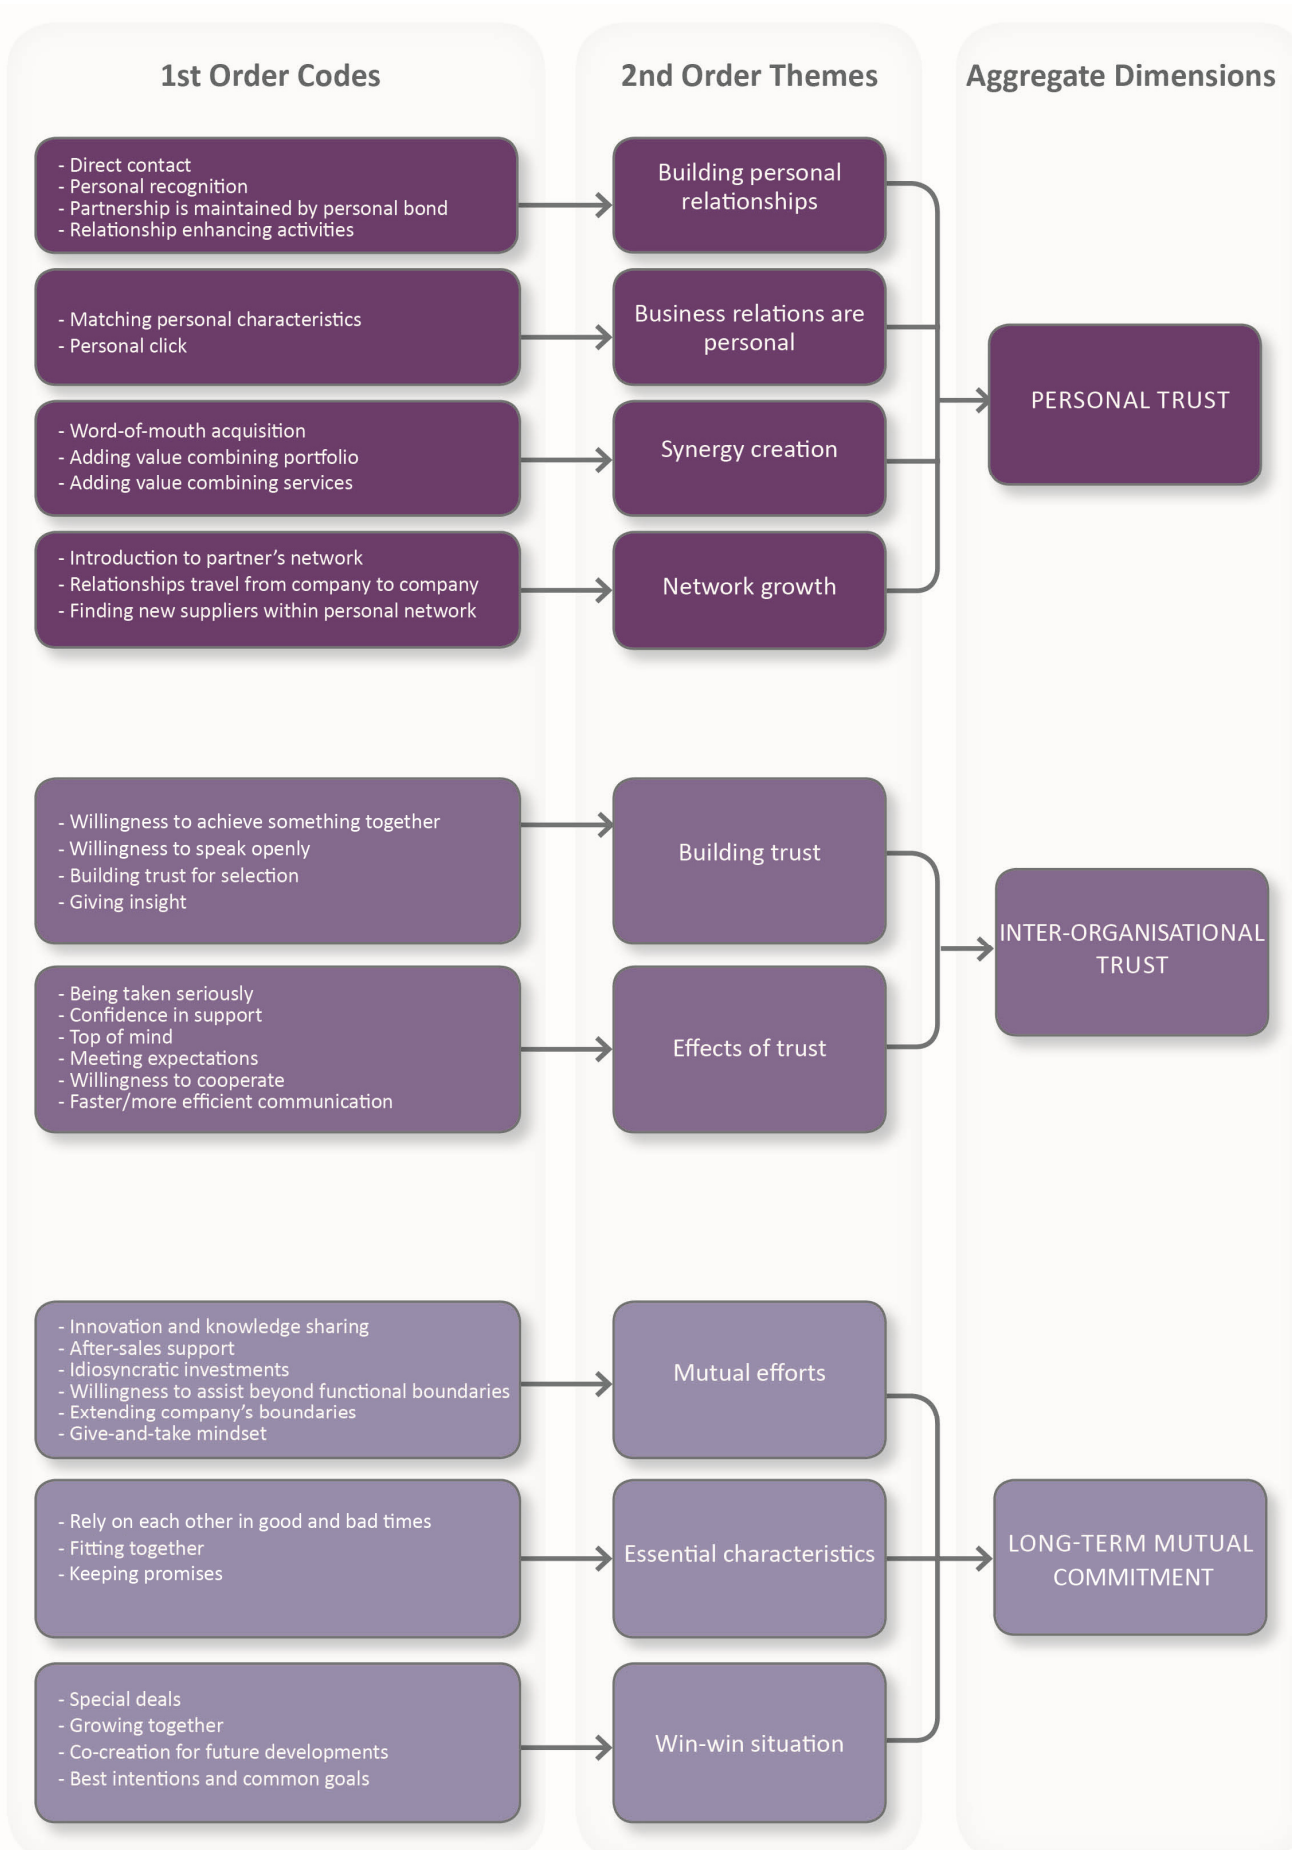 1st Order Codes
2nd Order Themes
Aggregate Dimensions
- Direct contact
- Personal recognition
- Partnership is maintained by personal bond
- Relationship enhancing activities
Building personal
relationships
- Matching personal characteristics
- Personal click
Business relations are
personal
- Word-of-mouth acquisition
- Adding value combining portfolio
- Adding value combining services
Synergy creation
- Introduction to partner’s network
- Relationships travel from company to company
- Finding new suppliers within personal network
Network growth
PERSONAL TRUST
- Willingness to achieve something together
- Willingness to speak openly
- Building trust for selection
- Giving insight
Building trust
- Being taken seriously
- Confidence in support
- Top of mind
- Meeting expectations
- Willingness to cooperate
- Faster/more efficient communication
Effects of trust
INTER-ORGANISATIONAL
TRUST
- Innovation and knowledge sharing
- After-sales support
- Idiosyncratic investments
- Willingness to assist beyond functional boundaries
- Extending company’s boundaries
- Give-and-take mindset
Mutual efforts
- Rely on each other in good and bad times
- Fitting together
- Keeping promises
Essential characteristics
- Special deals
- Growing together
- Co-creation for future developments
- Best intentions and common goals
Win-win situation
LONG-TERM MUTUAL
COMMITMENT